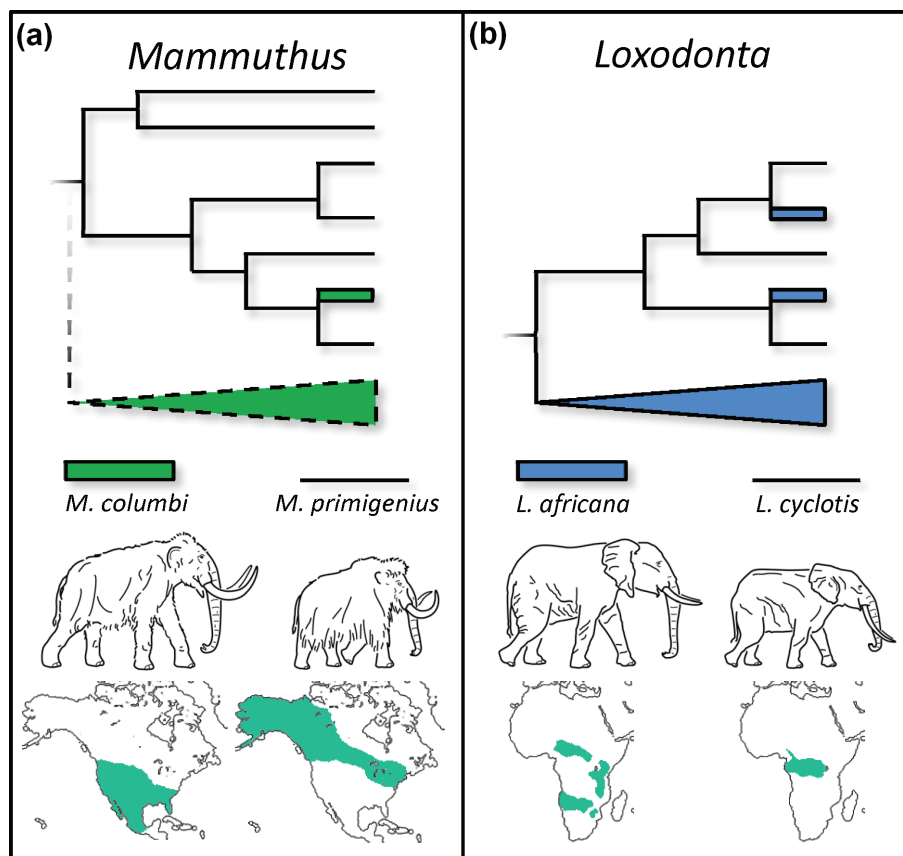 (a)
Mammuthus
M. columbi
M. primigenius
(b)
Loxodonta
L. africana
L. cyclotis